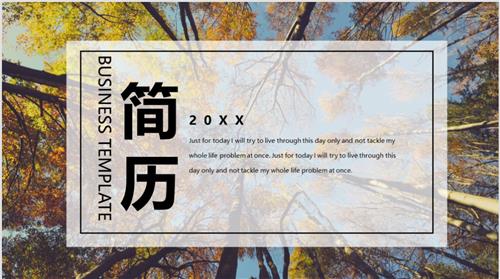 BUSINESS TEMPLATE
简历
20XX
Just for today I will try to live through this day only and not tackle my
whole life problem at once. Just for today I will try to live through this
day only and not tackle my whole life problem at once.